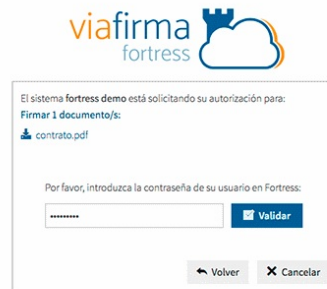 viafirma
fortress
El sistema fortress demo está solicitando su autorización para:
Firmar 1 documento/s:
contrato.pdf
Por favor, introduzca la contraseña de su usuario en Fortress:
•••••••••
Validar
Volver
Cancelar